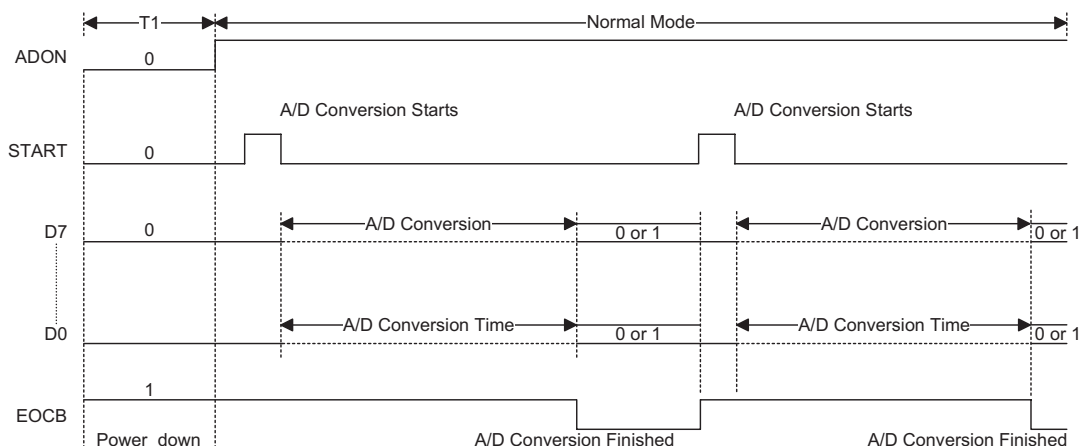 T1 Normal Mode
ADON 0
A/D Conversion Starts A/D Conversion Starts
START 0
D7 0 A/D Conversion 0 or 1 A/D Conversion 0 or 1
D0 A/D Conversion Time 0 or 1 A/D Conversion Time 0 or 1
1
EOCB
Power down A/D Conversion Finished A/D Conversion Finished